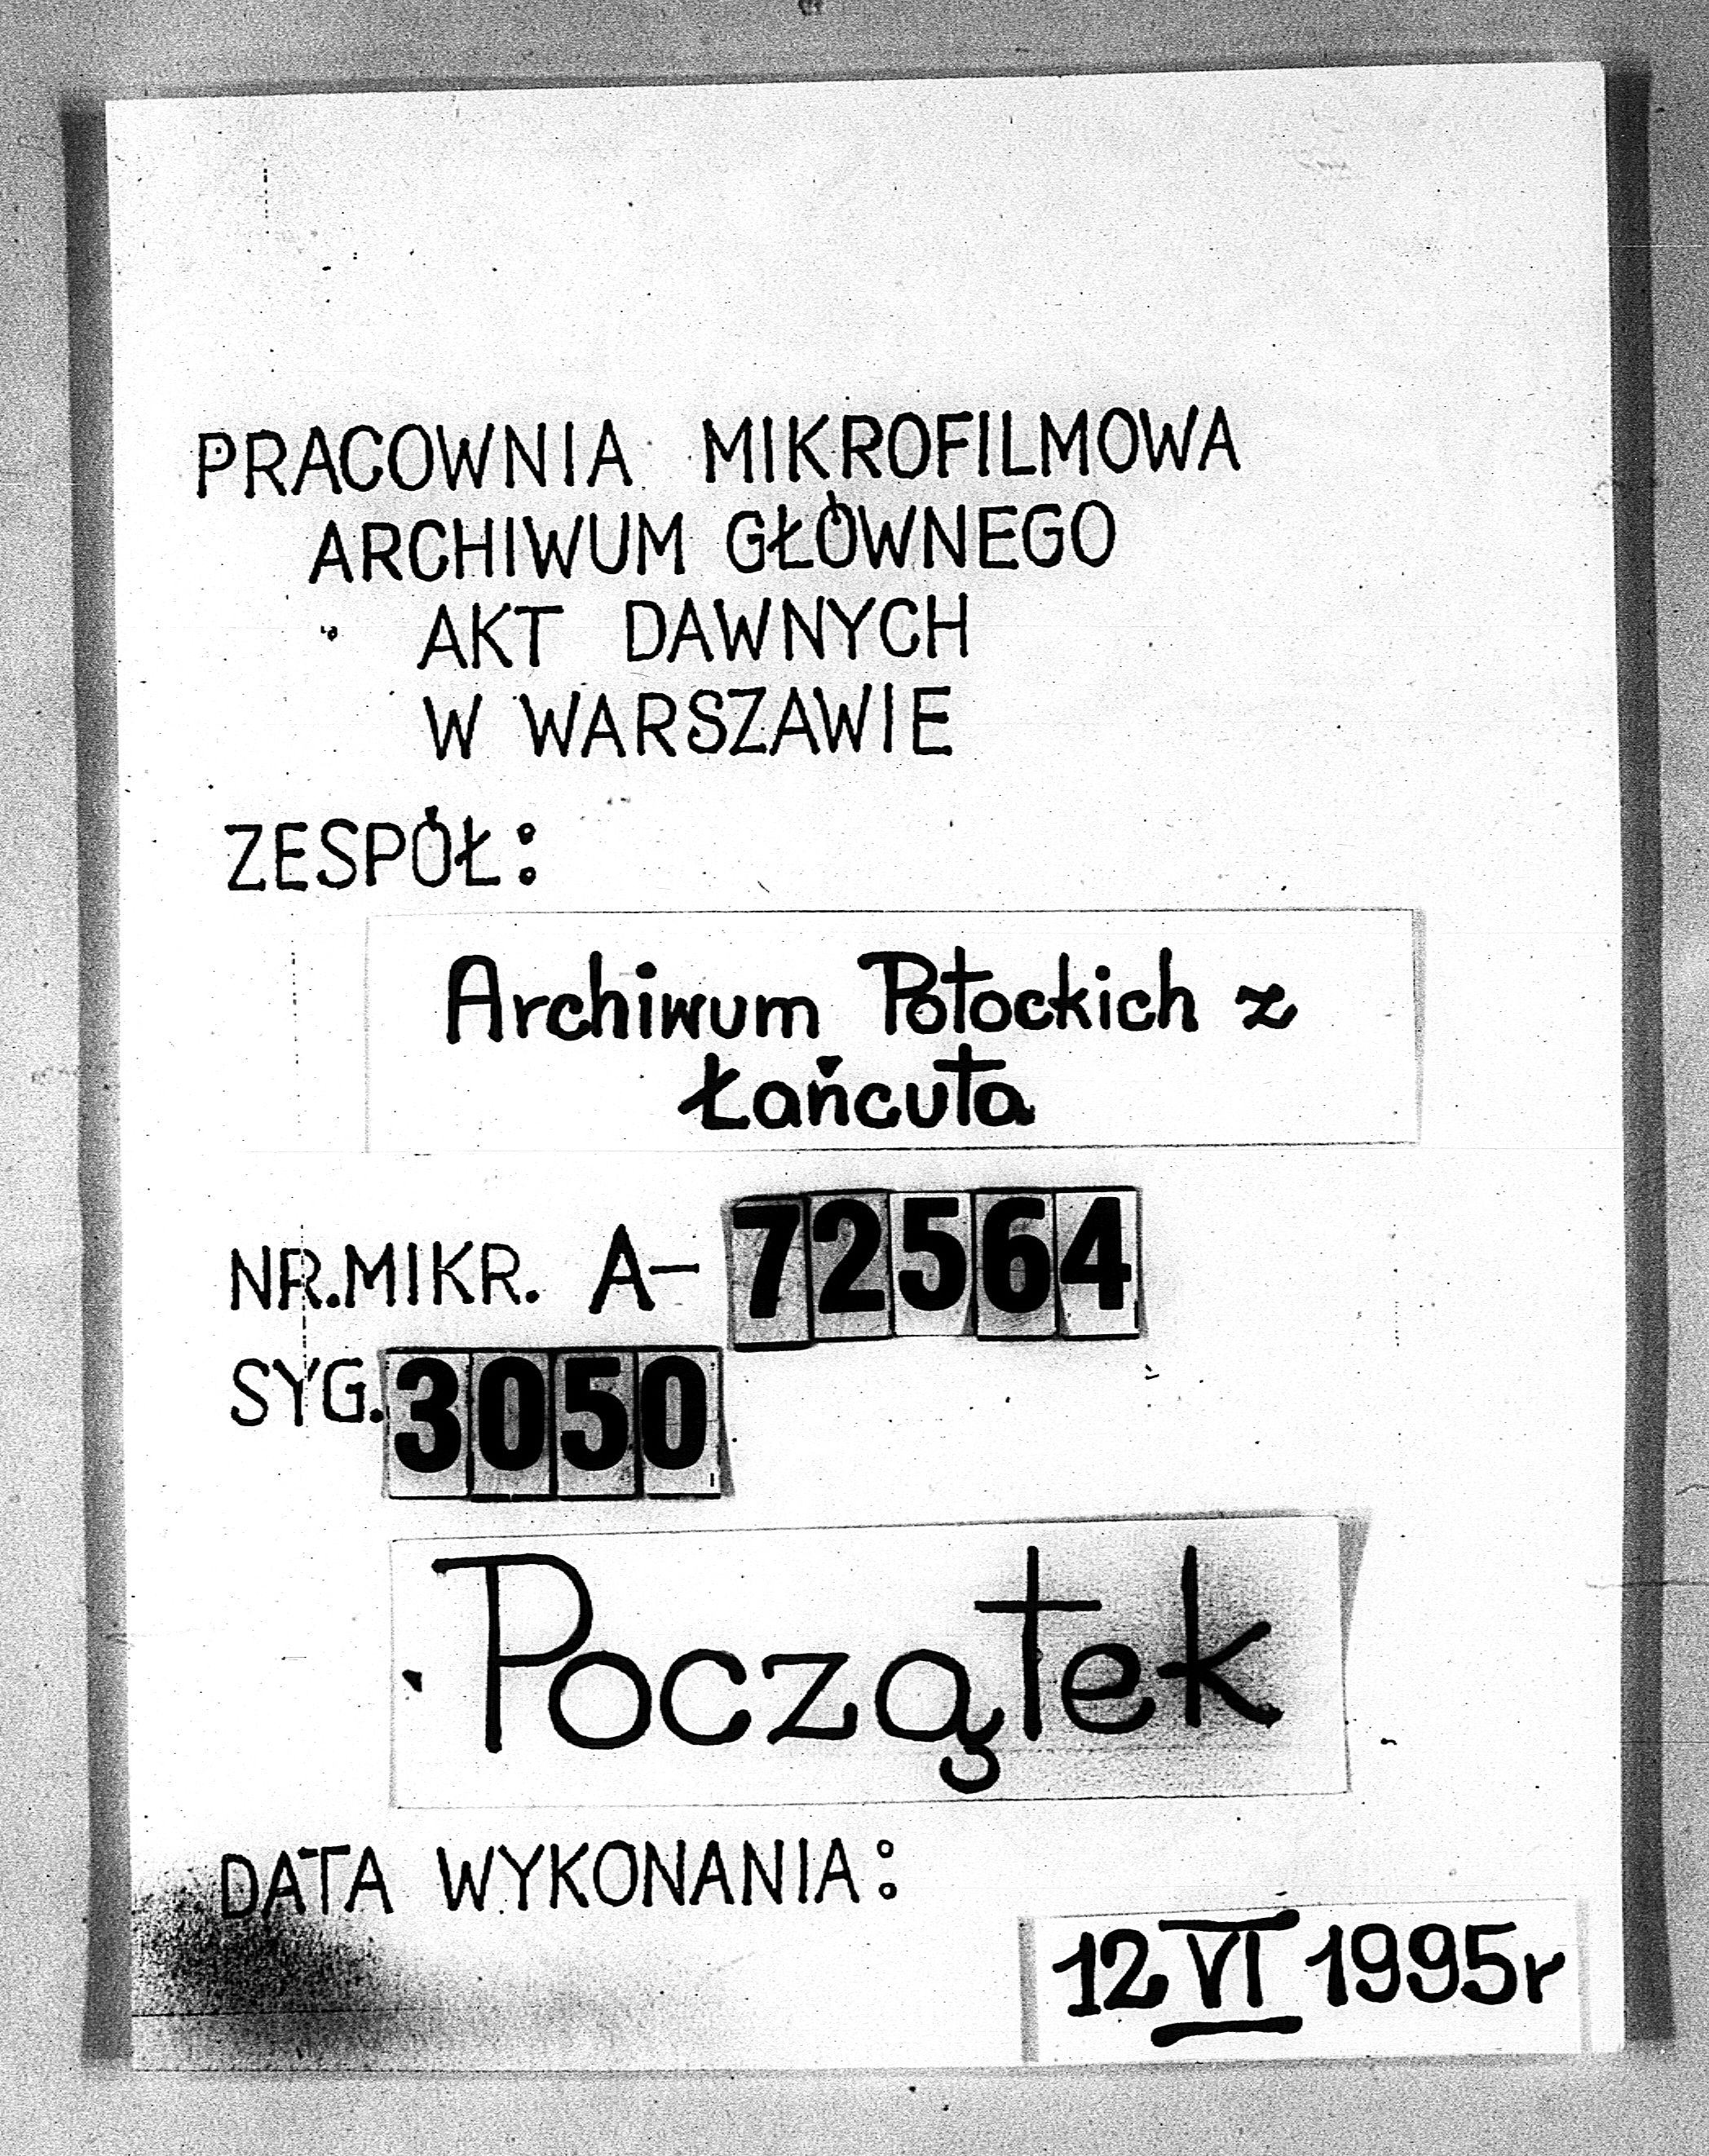 PRACOWNIA MIKROFILMOWA
ARCHIWUM GŁÓWNEGO
AKT DAWNYCH
W WARSZAWIE
ZESPÓŁ:
Archiwum Potockich z
Łańcuta
NR.MIKR. A- 72564
SYG. 3050
Początek
DATA WYKONANIA:
12 VI 1995r